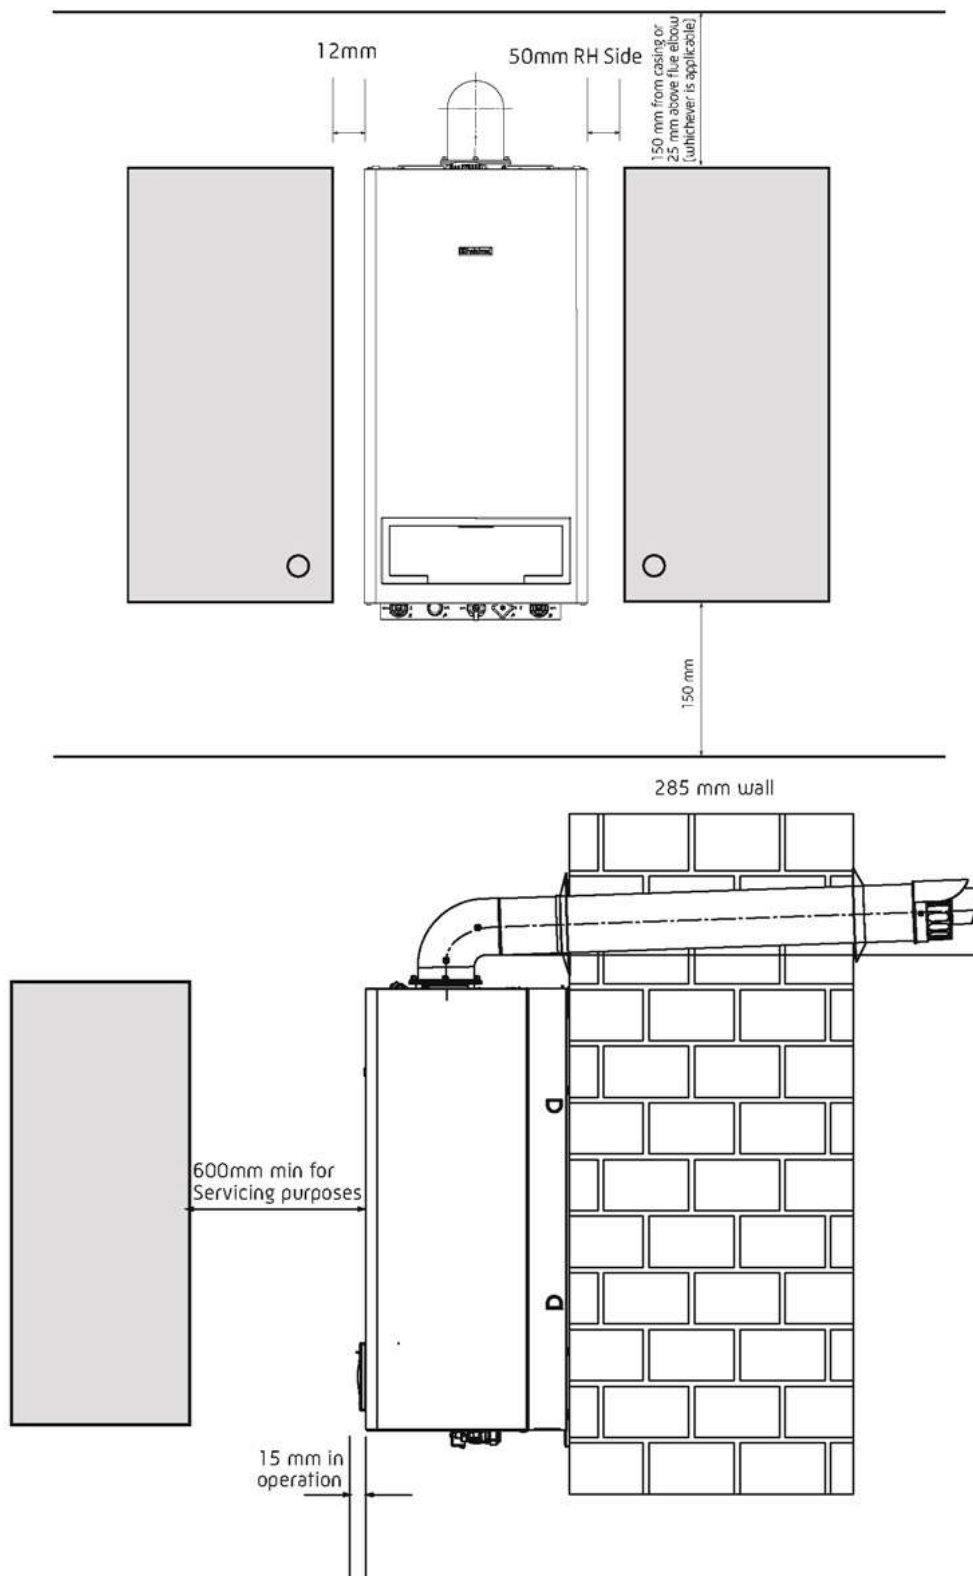 12mm
50mm RH Side
150 mm from casing or
25 mm above flue elbow
(whichever is applicable)
150 mm
285 mm wall
600mm min for
Servicing purposes
15 mm in
operation